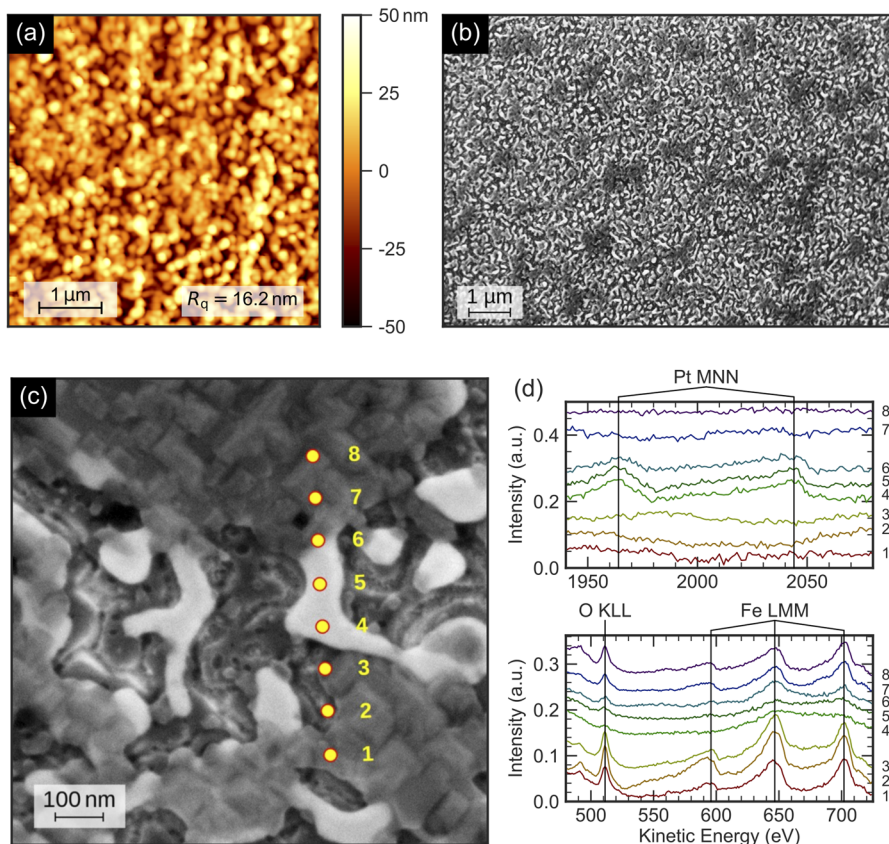 (a)
50 nm
25
0
-25
-50
1 μm
Rq = 16.2 nm
(b)
1 μm
(c)
8
7
6
5
4
3
2
1
100 nm
(d)
Pt MNN
Intensity (a.u.)
0.4
0.2
0.0
8
7
6
5
4
3
2
1
1950 2000 2050
O KLL Fe LMM
Intensity (a.u.)
0.3
0.2
0.1
0.0
8
7
6
5
4
3
2
1
500 550 600 650 700
Kinetic Energy (eV)